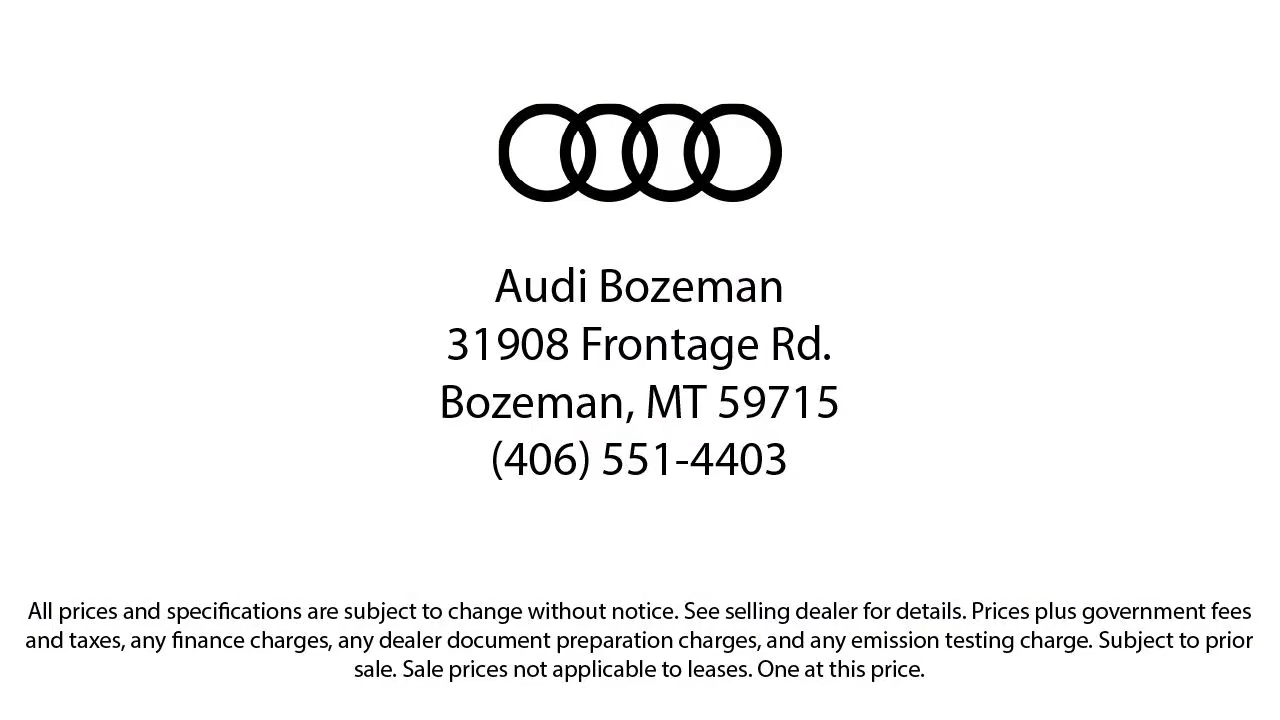 Audi Bozeman
31908 Frontage Rd.
Bozeman, MT 59715
(406) 551-4403
All prices and specifications are subject to change without notice. See selling dealer for details. Prices plus government fees
and taxes, any finance charges, any dealer document preparation charges, and any emission testing charge. Subject to prior
sale. Sale prices not applicable to leases. One at this price.